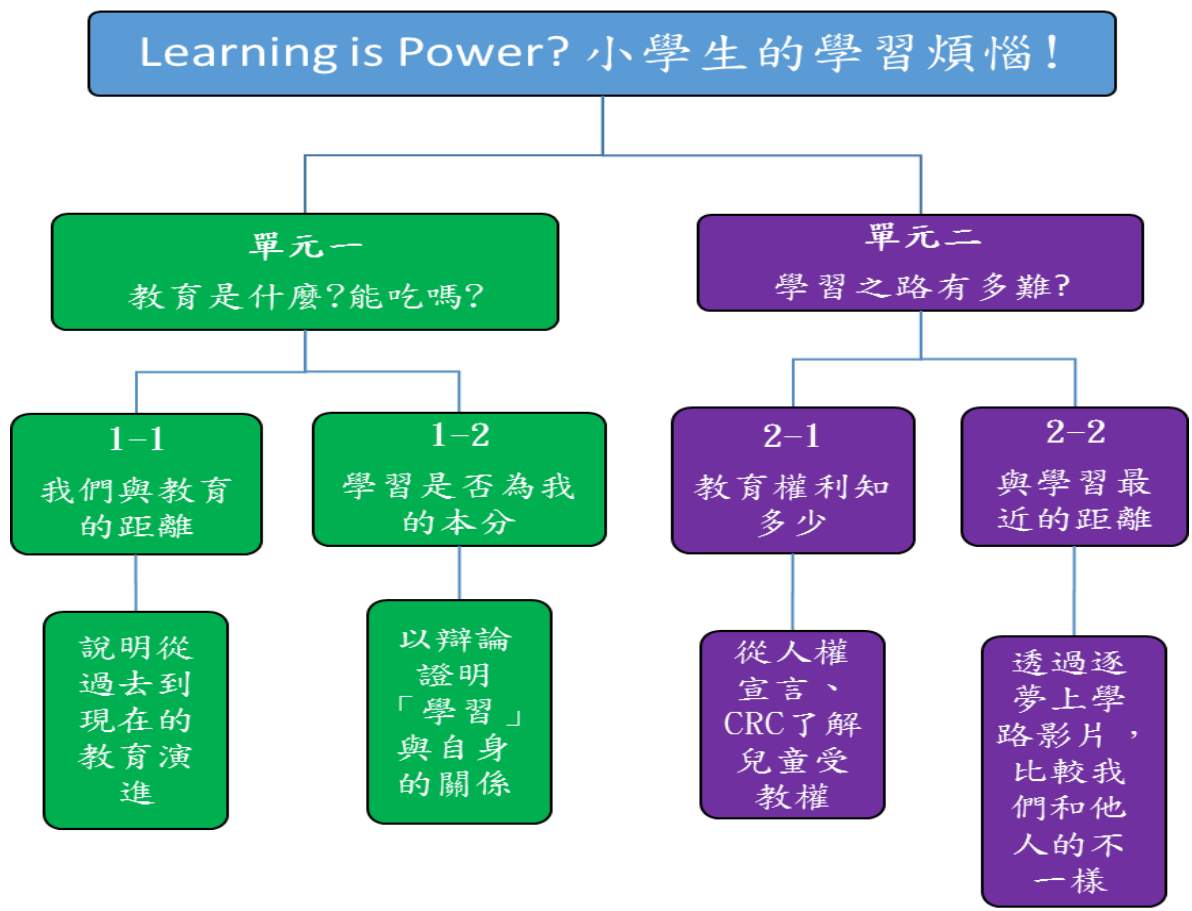 Learning is Power? 小學生的學習煩惱!
單元一
教育是什麼?能吃嗎?
單元二
學習之路有多難?
1-1
我們與教育
的距離
1-2
學習是否為我
的本分
2-1
教育權利知
多少
2-2
與學習最
近的距離
說明從
過去到
現在的
教育演
進
以辯論
證明
「學習」
與自身
的關係
從人權
宣言、
CRC了解
兒童受
教權
透過逐
夢上學
路影片，
比較我
們和他
人的不
一樣